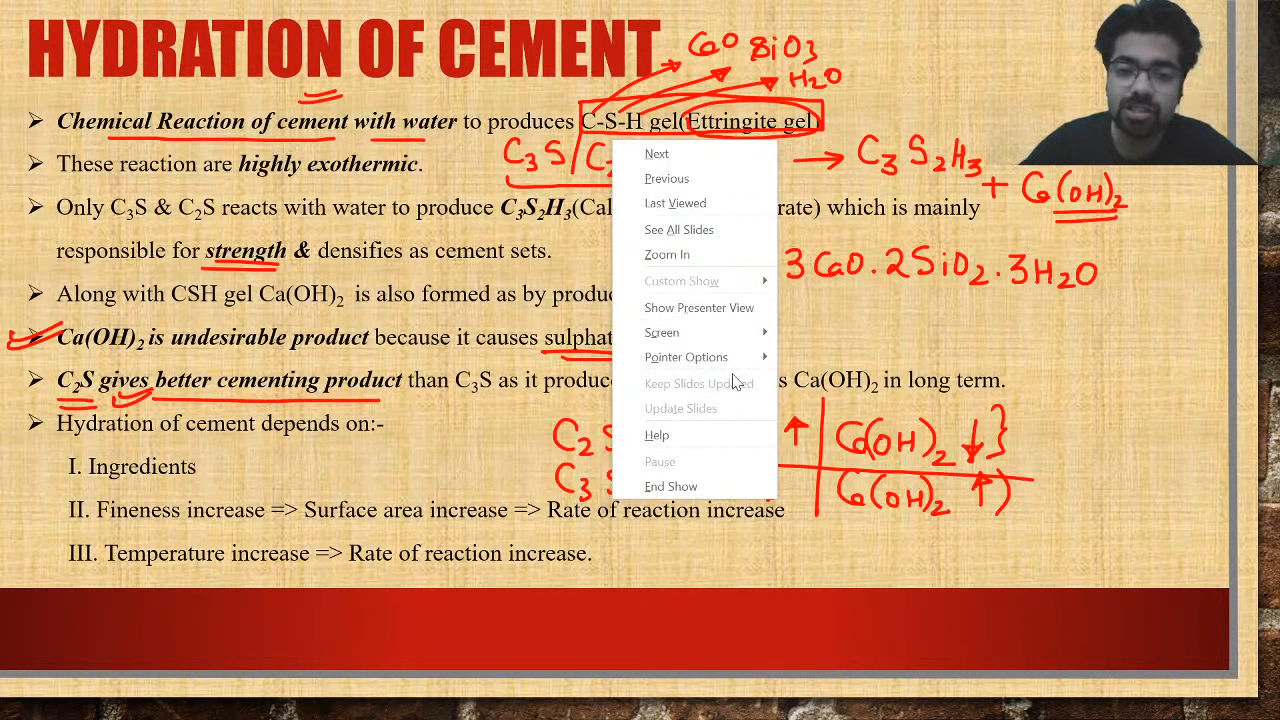 HYDRATION OF CEMENT
CaO SiO3
H2O
Chemical Reaction of cement with water to produces C-S-H gel(Ettringite gel)
C3S / C2 → C3S2H3
+ Ca(OH)2
These reaction are highly exothermic.
Only C3S & C2S reacts with water to produce C3S2H3(Cal rate) which is mainly
responsible for strength & densifies as cement sets.
3CaO.2SiO2.3H2O
Along with CSH gel Ca(OH)2 is also formed as by produ
Ca(OH)2 is undesirable product because it causes sulphat
C2S gives better cementing product than C3S as it produc s Ca(OH)2 in long term.
Hydration of cement depends on:-
C2 S ↑ Ca(OH)2 ↓ }
C3 Ca(OH)2 ↑ )
I. Ingredients
II. Fineness increase => Surface area increase => Rate of reaction increase
III. Temperature increase => Rate of reaction increase.
Next
Previous
Last Viewed
See All Slides
Zoom In
Custom Show
Show Presenter View
Screen
Pointer Options
Keep Slides Updated
Update Slides
Help
Pause
End Show